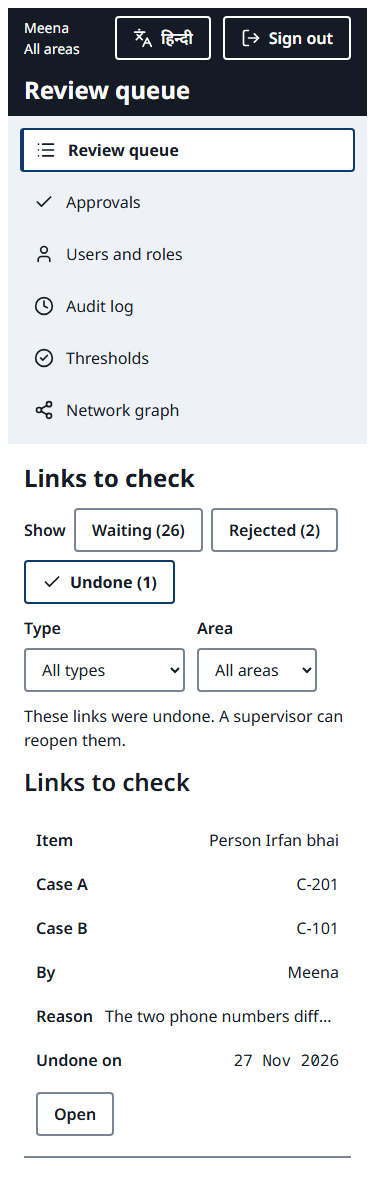 Meena
All areas
हिन्दी
Sign out
Review queue
Review queue
Approvals
Users and roles
Audit log
Thresholds
Network graph
Links to check
Show Waiting (26) Rejected (2)
Undone (1)
Type Area
All types All areas
These links were undone. A supervisor can
reopen them.
Links to check
Item Person Irfan bhai
Case A C-201
Case B C-101
By Meena
Reason The two phone numbers diff...
Undone on 27 Nov 2026
Open